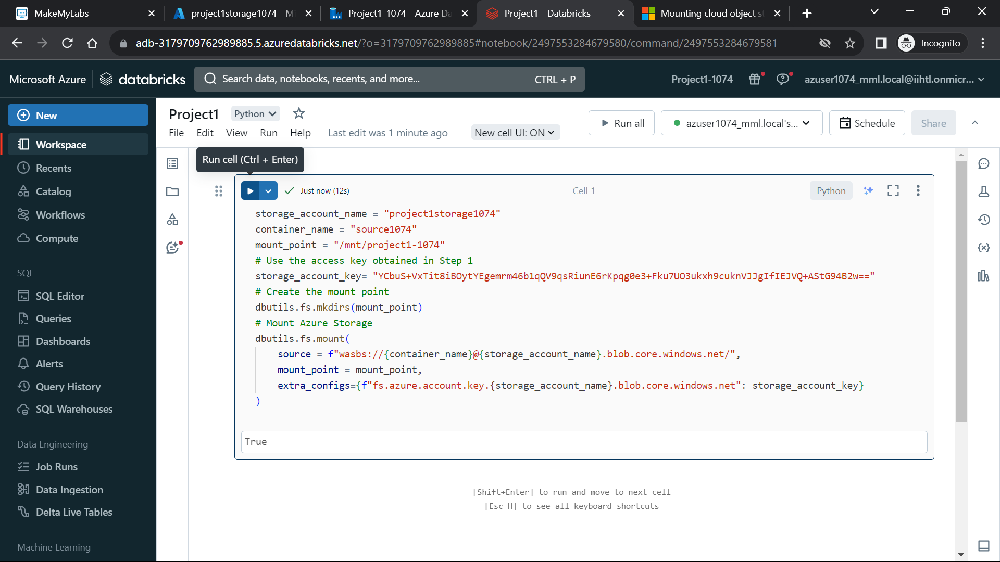 MakeMyLabs
project1storage1074 - Mi
Project1-1074 - Azure Da
Project1 - Databricks
Mounting cloud object st
adb-3179709762989885.5.azuredatabricks.net/?o=3179709762989885#notebook/2497553284679580/command/2497553284679581
Incognito
Microsoft Azure
databricks
Search data, notebooks, recents, and more...
CTRL + P
Project1-1074
azuser1074_mml.local@iihtl.onmicr...
New
Workspace
Recents
Catalog
Workflows
Compute
SQL
SQL Editor
Queries
Dashboards
Alerts
Query History
SQL Warehouses
Data Engineering
Job Runs
Data Ingestion
Delta Live Tables
Machine Learning
Project1
Python
File
Edit
View
Run
Help
Last edit was 1 minute ago
New cell UI: ON
Run all
azuser1074_mml.local's...
Schedule
Share
Run cell (Ctrl + Enter)
Just now (12s)
Cell 1
Python
storage_account_name = "project1storage1074"
container_name = "source1074"
mount_point = "/mnt/project1-1074"
# Use the access key obtained in Step 1
storage_account_key= "YCbuS+VxTit8iBOytYEgemrm46b1qQV9qsRiunE6rKpqg0e3+Fku7UO3ukxh9cuknVJJgIfIEJVQ+AStG94B2w=="
# Create the mount point
dbutils.fs.mkdirs(mount_point)
# Mount Azure Storage
dbutils.fs.mount(
source = f"wasbs://{container_name}@{storage_account_name}.blob.core.windows.net/",
mount_point = mount_point,
extra_configs={f"fs.azure.account.key.{storage_account_name}.blob.core.windows.net": storage_account_key}
)
True
[Shift+Enter] to run and move to next cell
[Esc H] to see all keyboard shortcuts